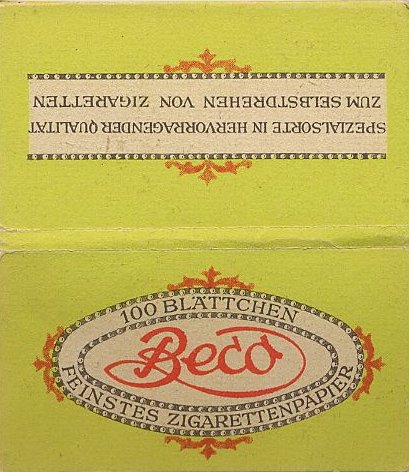 SPEZIALSORTE IN HERVORRAGENDER QUALITÄT
ZUM SELBSTDREHEN VON ZIGARETTEN
100 BLÄTTCHEN
Beco
FEINSTES ZIGARETTENPAPIER